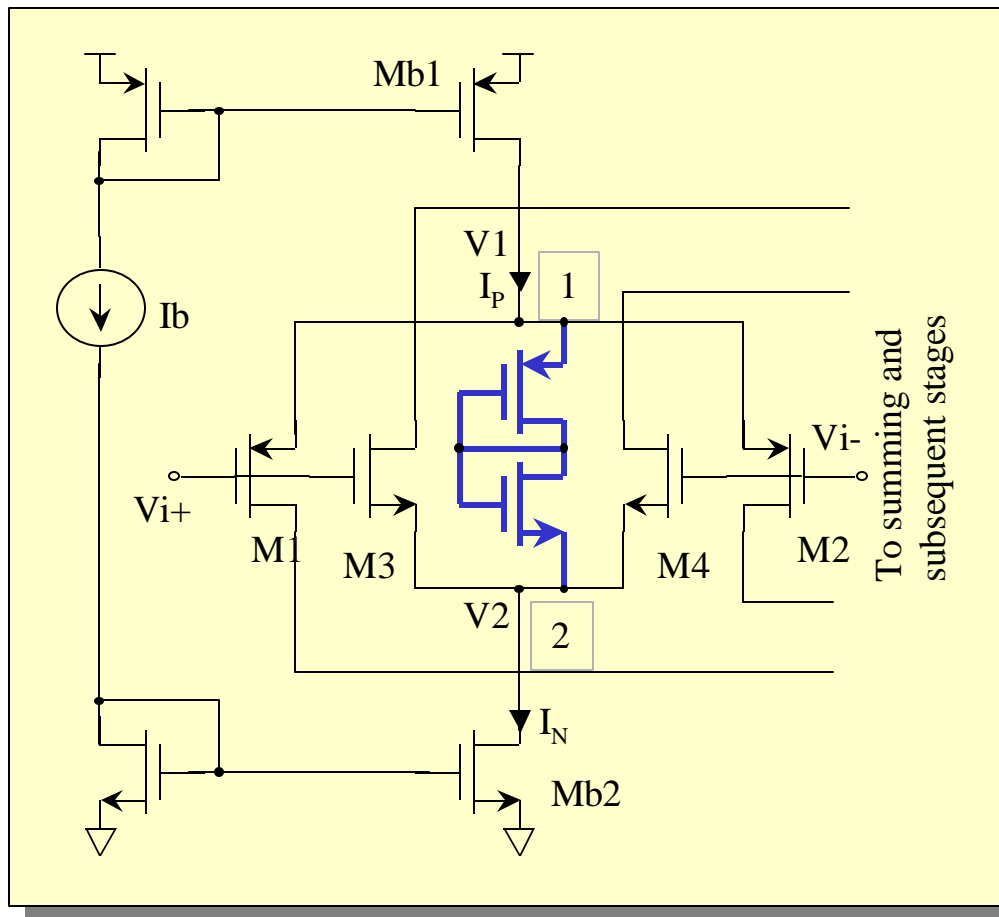 Mb1
V1
I_P
1
Ib
Vi+
Vi-
M1
M3
M4
M2
V2
2
I_N
Mb2
To summing and
subsequent stages